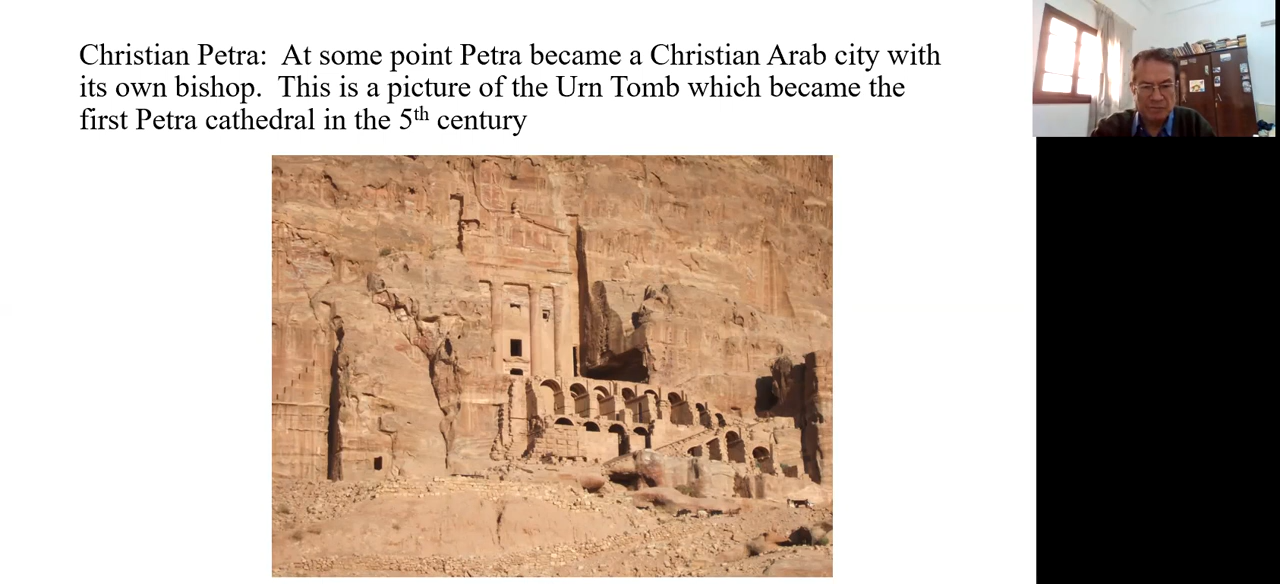 Christian Petra:  At some point Petra became a Christian Arab city with
its own bishop.  This is a picture of the Urn Tomb which became the
first Petra cathedral in the 5th century